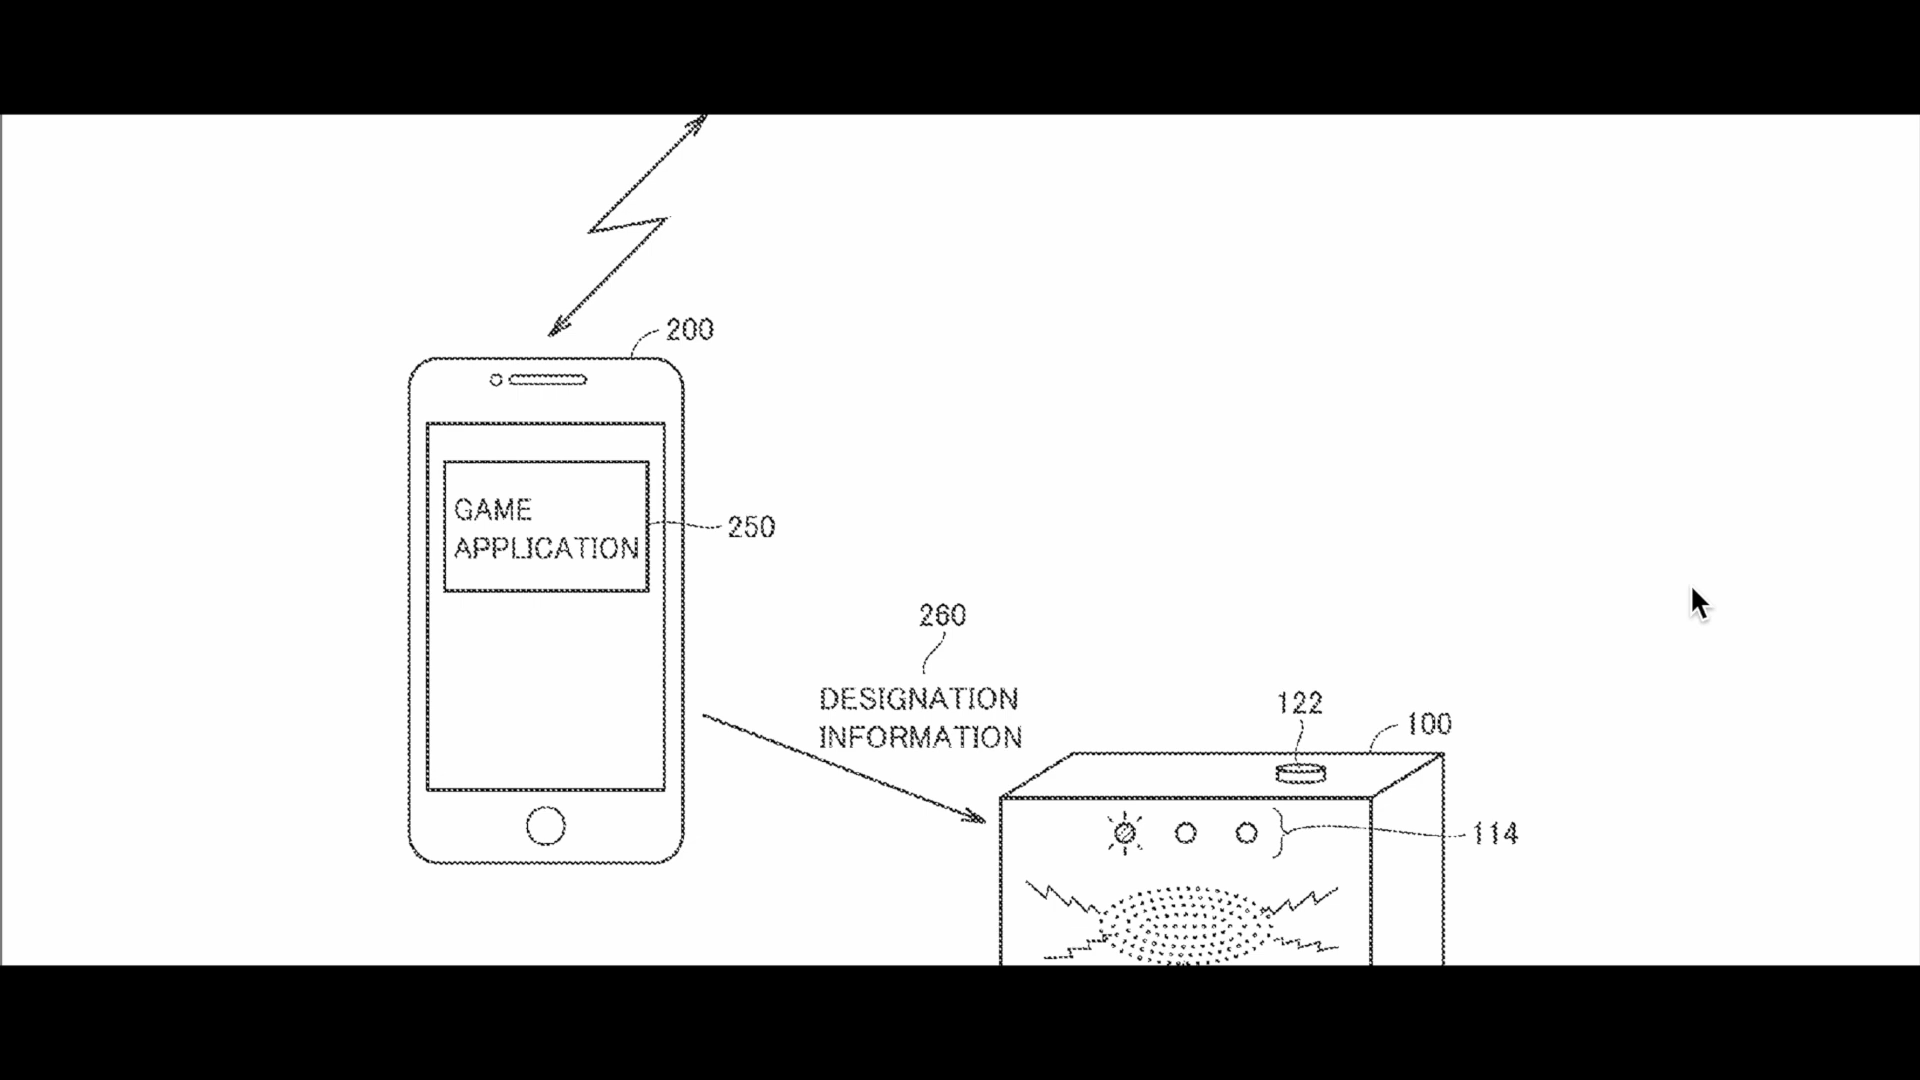 200
GAME
APPLICATION
250
260
DESIGNATION
INFORMATION
122
100
114